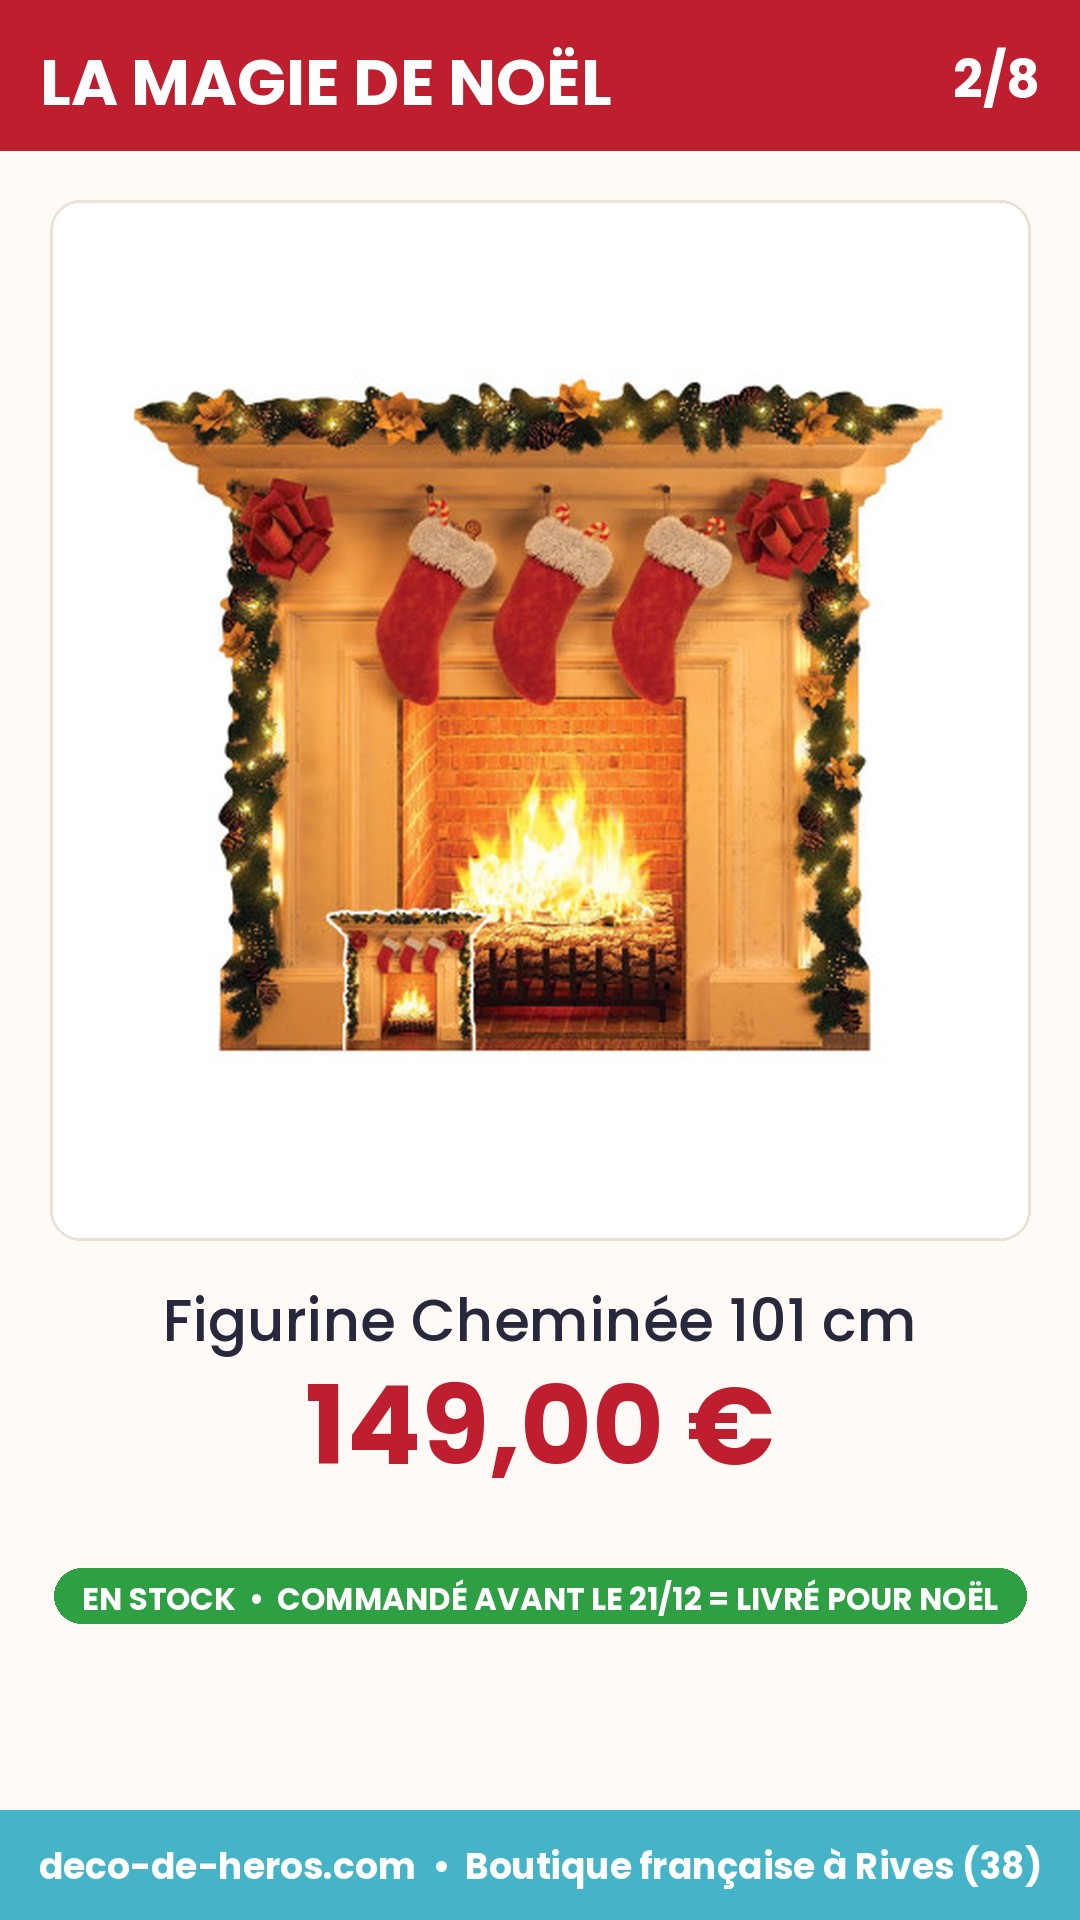 LA MAGIE DE NOËL
2/8
Figurine Cheminée 101 cm
149,00 €
EN STOCK • COMMANDÉ AVANT LE 21/12 = LIVRÉ POUR NOËL
deco-de-heros.com • Boutique française à Rives (38)